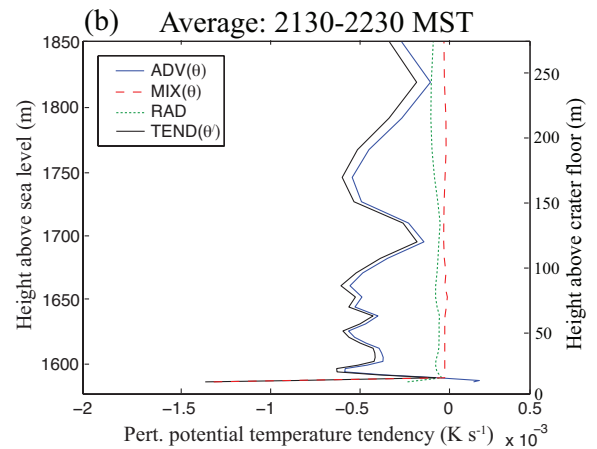 (b) Average: 2130-2230 MST
ADV(θ)
MIX(θ)
RAD
TEND(θ′)
Height above sea level (m)
1850
1800
1750
1700
1650
1600
Height above crater floor (m)
250
200
150
100
50
0
−2 −1.5 −1 −0.5 0 0.5
Pert. potential temperature tendency (K s-1) × 10−3